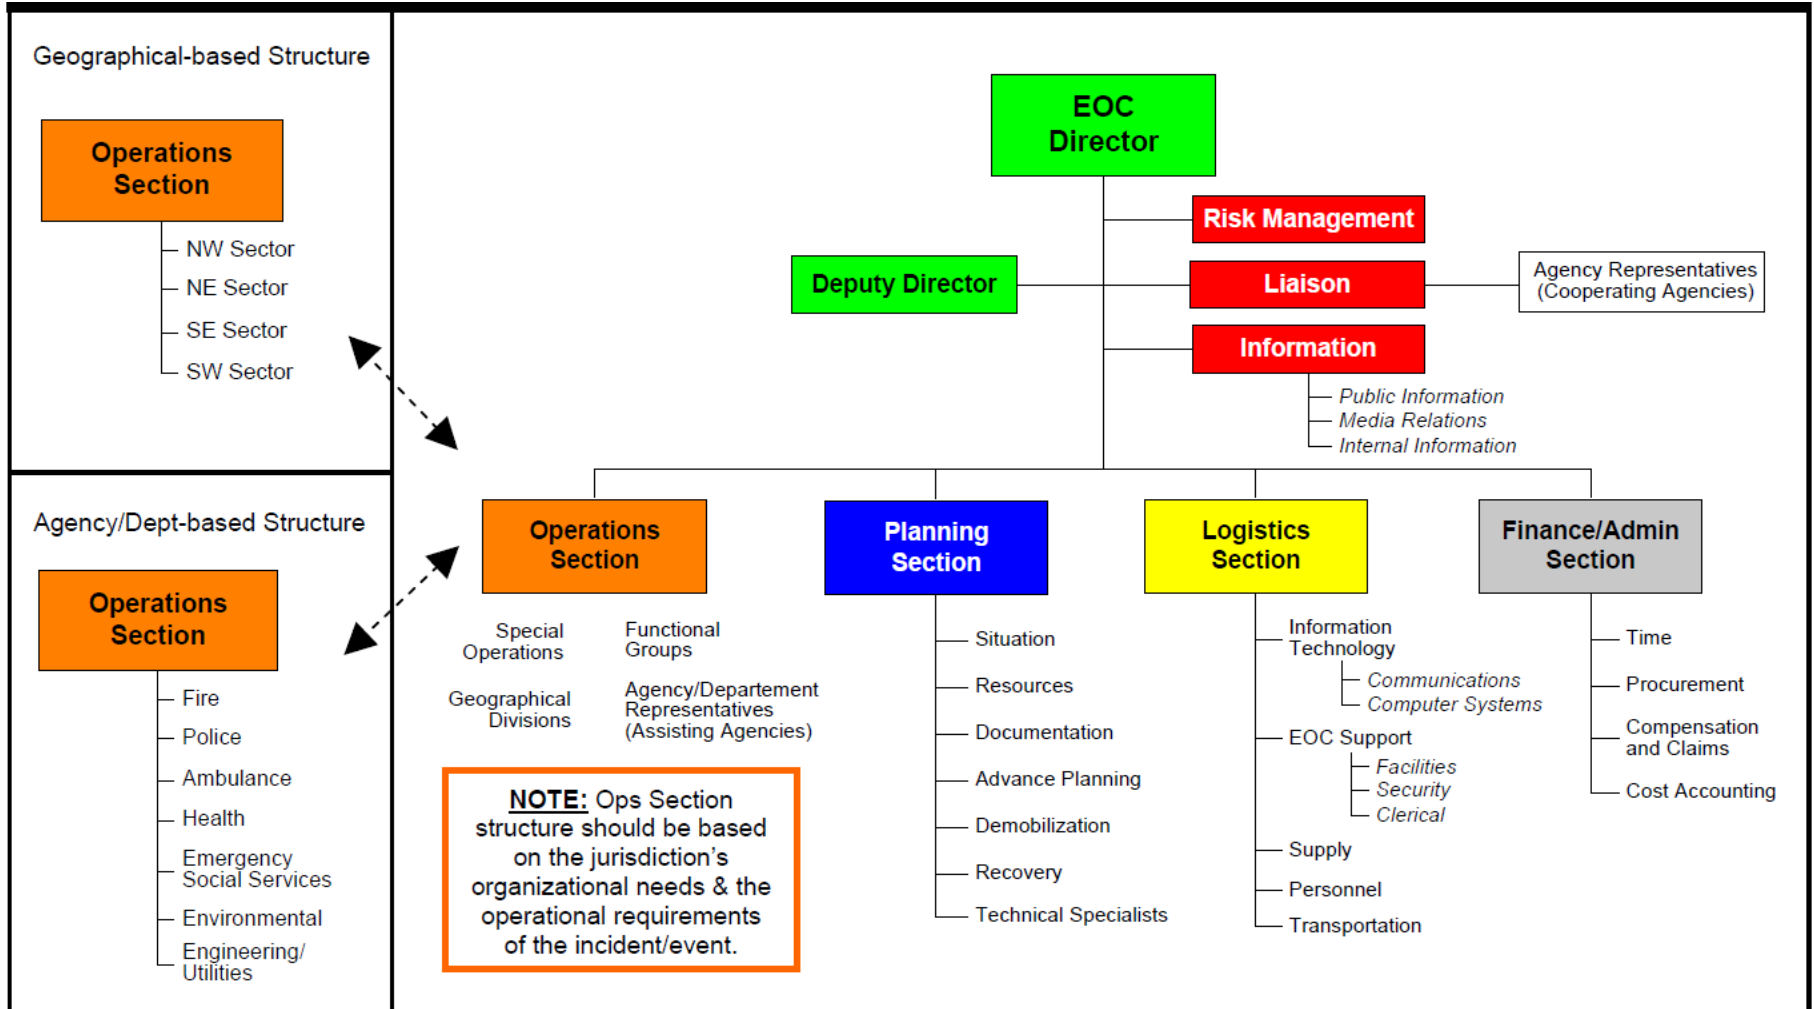 Geographical-based Structure
Operations
Section
NW Sector
NE Sector
SE Sector
SW Sector
Agency/Dept-based Structure
Operations
Section
Fire
Police
Ambulance
Health
Emergency
Social Services
Environmental
Engineering/
Utilities
EOC
Director
Risk Management
Deputy Director
Liaison
Agency Representatives
(Cooperating Agencies)
Information
Public Information
Media Relations
Internal Information
Operations
Section
Special
Operations
Functional
Groups
Geographical
Divisions
Agency/Departement
Representatives
(Assisting Agencies)
NOTE: Ops Section
structure should be based
on the jurisdiction’s
organizational needs & the
operational requirements
of the incident/event.
Planning
Section
Situation
Resources
Documentation
Advance Planning
Demobilization
Recovery
Technical Specialists
Logistics
Section
Information
Technology
Communications
Computer Systems
EOC Support
Facilities
Security
Clerical
Supply
Personnel
Transportation
Finance/Admin
Section
Time
Procurement
Compensation
and Claims
Cost Accounting